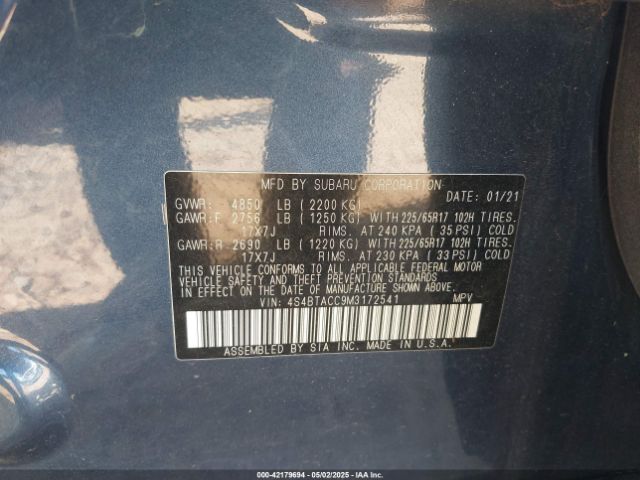 MFD BY SUBARU CORPORATION
GVWR: 4850 LB ( 2200 KG) DATE: 01/21
GAWR:F 2756 LB ( 1250 KG) WITH 225/65R17 102H TIRES.
17X7J RIMS. AT 240 KPA ( 35 PSI) COLD
GAWR:R 2690 LB ( 1220 KG) WITH 225/65R17 102H TIRES.
17X7J RIMS. AT 230 KPA ( 33 PSI) COLD
THIS VEHICLE CONFORMS TO ALL APPLICABLE FEDERAL MOTOR
VEHICLE SAFETY BUMPER, AND THEFT PREVENTION STANDARDS
IN EFFECT ON THE DATE OF MANUFACTURE SHOWN ABOVE.
VIN: 4S4BTACC9M3172541 MPV
ASSEMBLED BY SIA INC. MADE IN U.S.A.
000-42179694 - 05/02/2025 - IAAI.COM